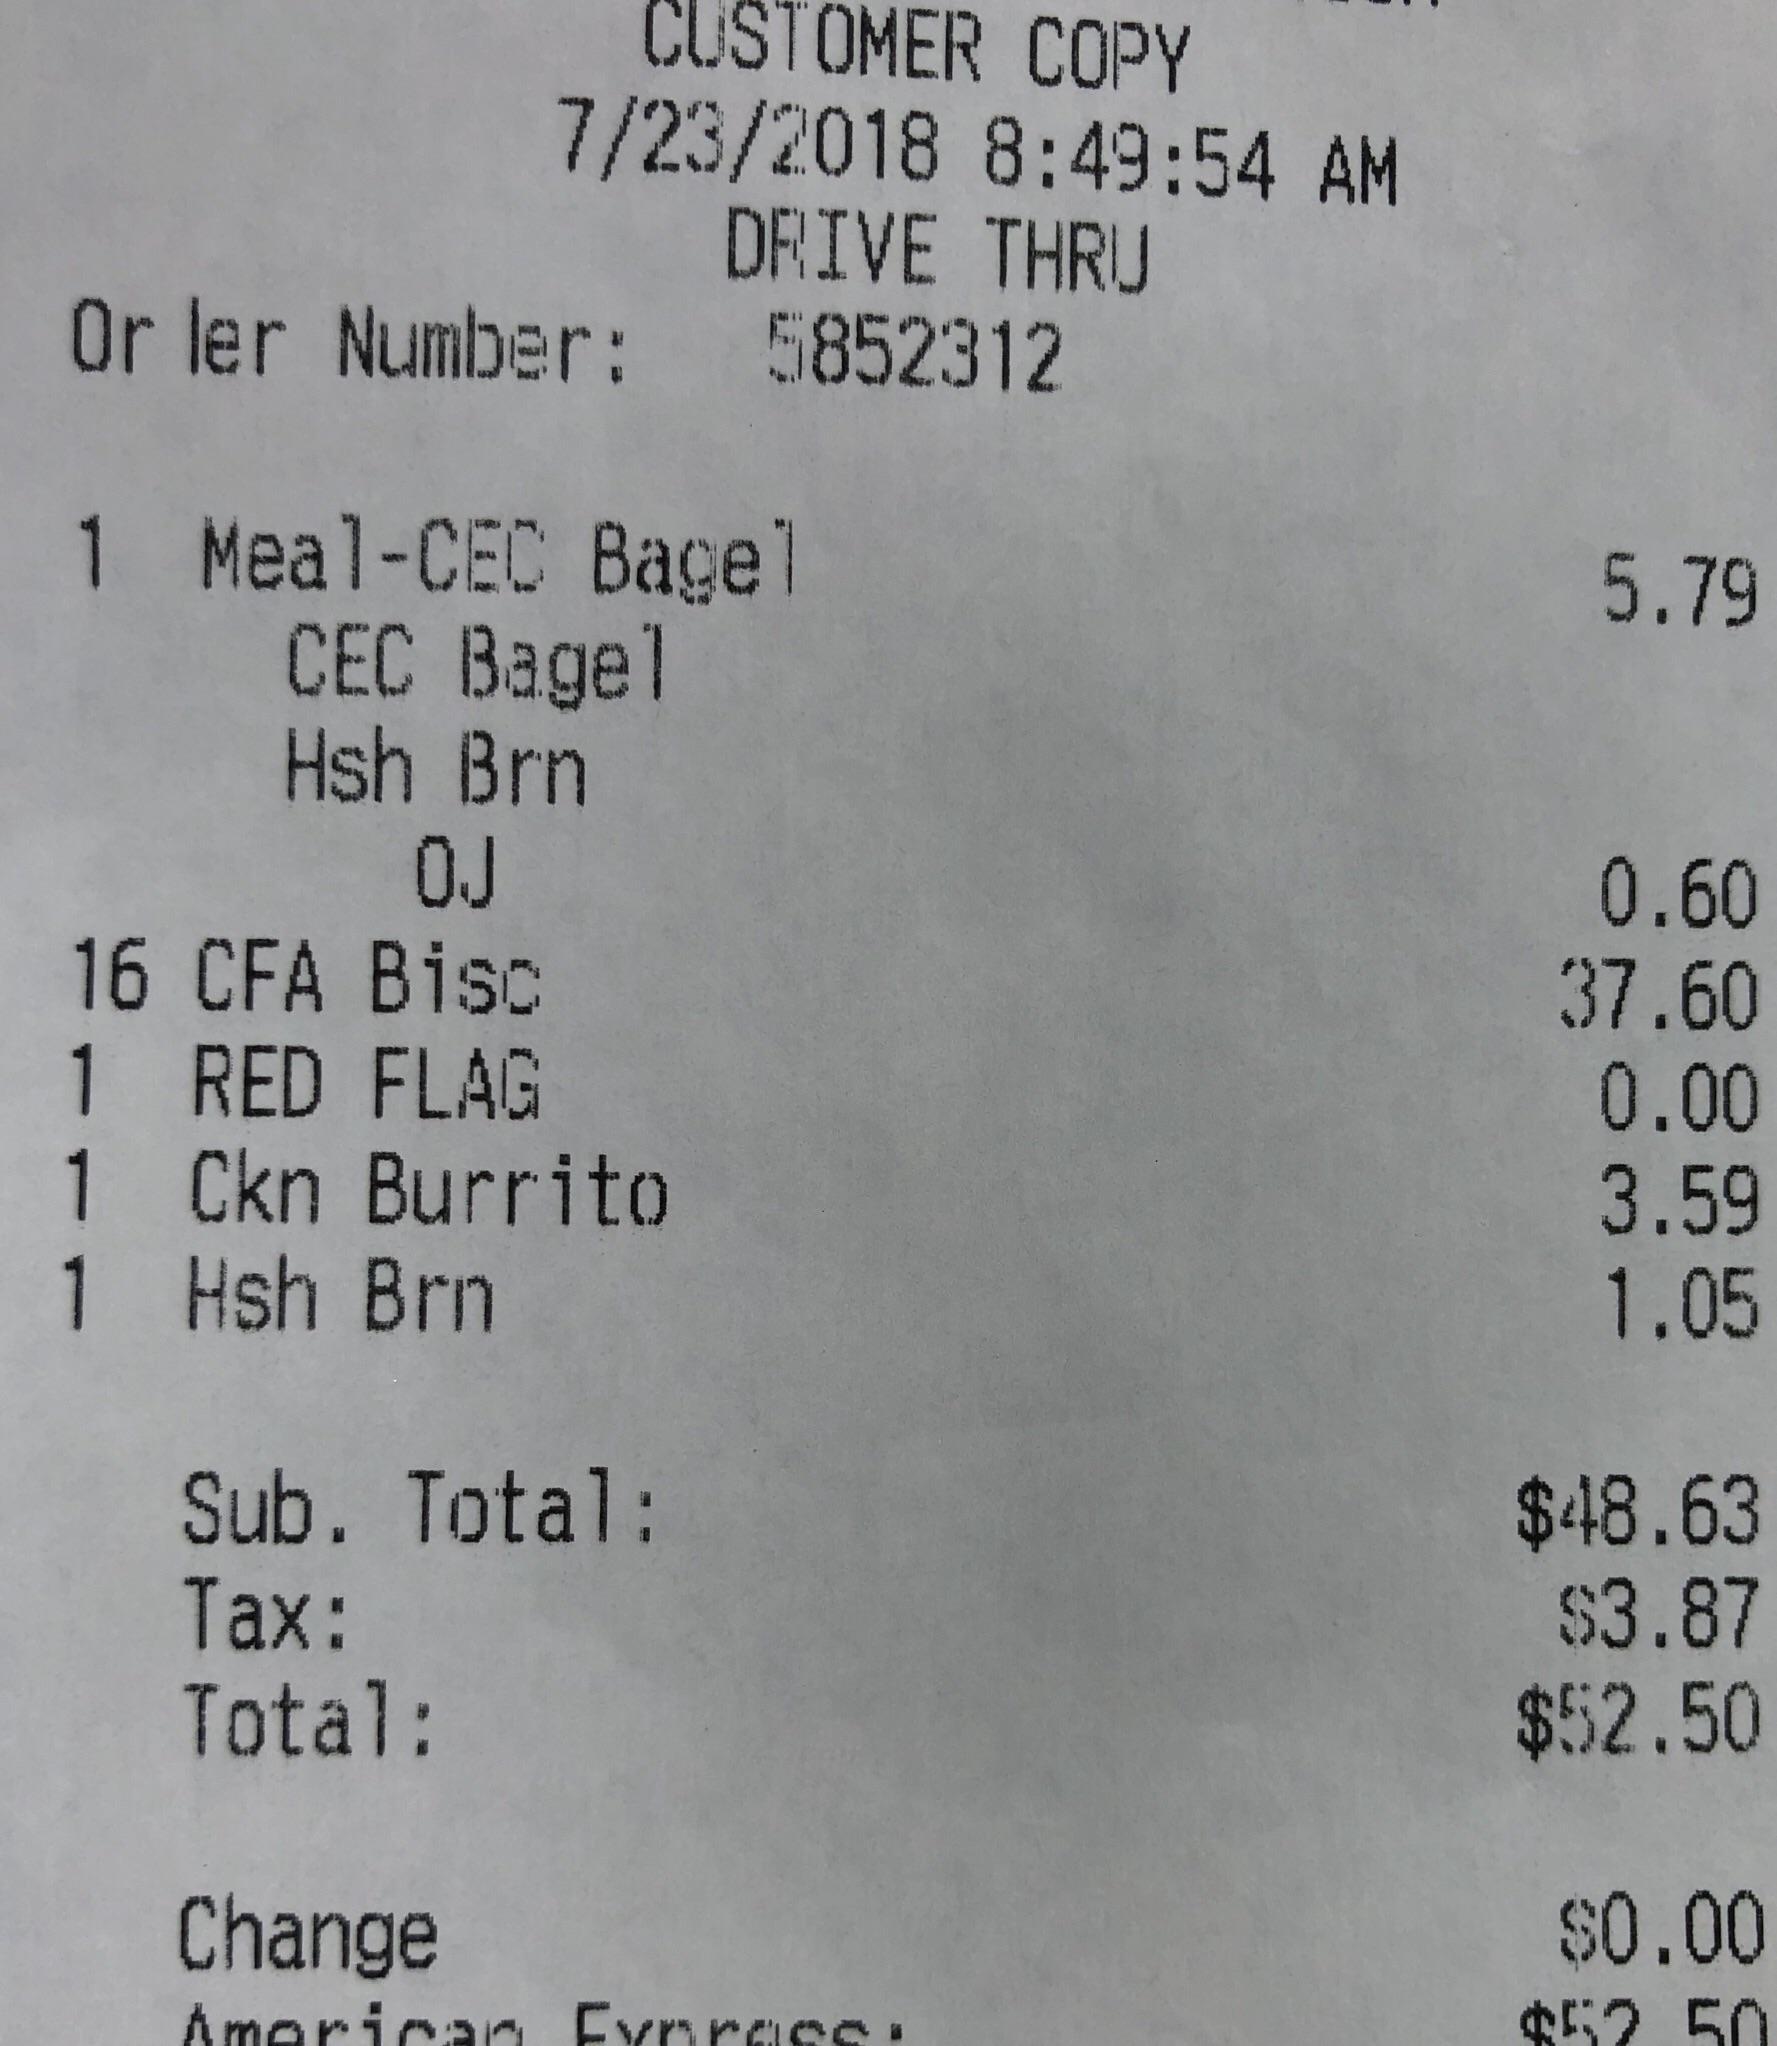 CUSTOMER COPY
7/23/2018 8:49:54 AM
DRIVE THRU
Order Number: 5852312
1 Meal-CEC Bagel 5.79
CEC Bagel
Hsh Brn
OJ 0.60
16 CFA Bisc 37.60
1 RED FLAG 0.00
1 Ckn Burrito 3.59
1 Hsh Brn 1.05
Sub. Total: $48.63
Tax: $3.87
Total: $52.50
Change $0.00
American Express: $52.50